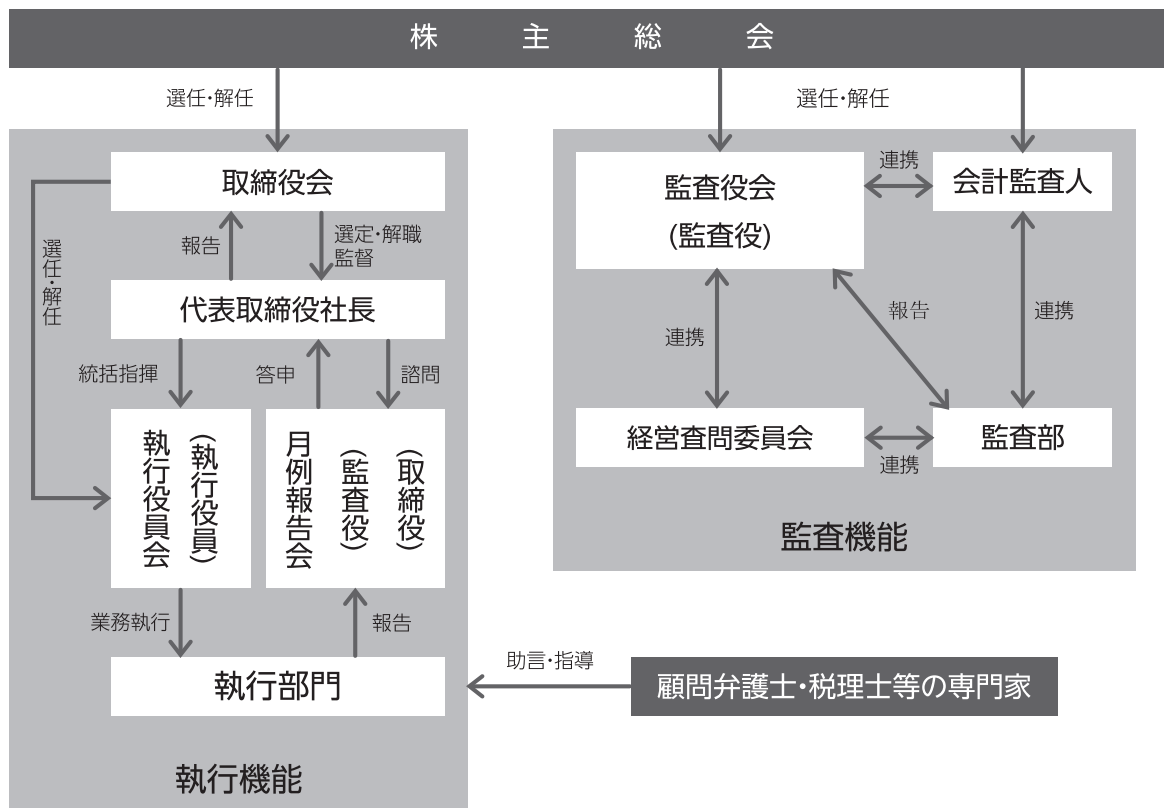 株主総会
選任・解任
選任・解任
取締役会
報告
選定・解職
監督
選任・解任
代表取締役社長
統括指揮
答申
諮問
執行役員会
(執行役員)
月例報告会
(監査役)
(取締役)
業務執行
報告
執行部門
執行機能
監査役会
(監査役)
連携
会計監査人
連携
報告
連携
経営査問委員会
連携
監査部
監査機能
助言・指導
顧問弁護士・税理士等の専門家